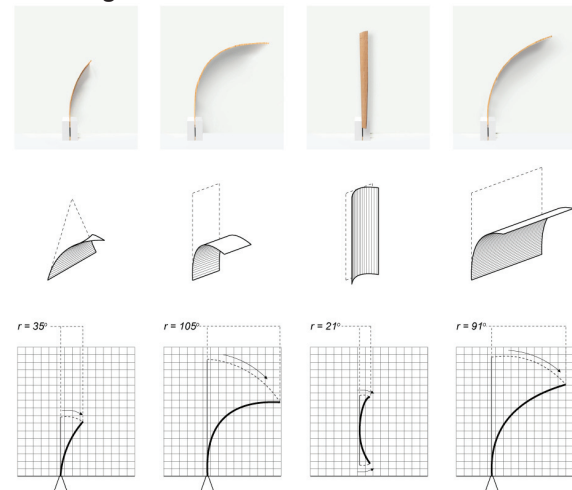 r = 35°
r = 105°
r = 21°
r = 91°